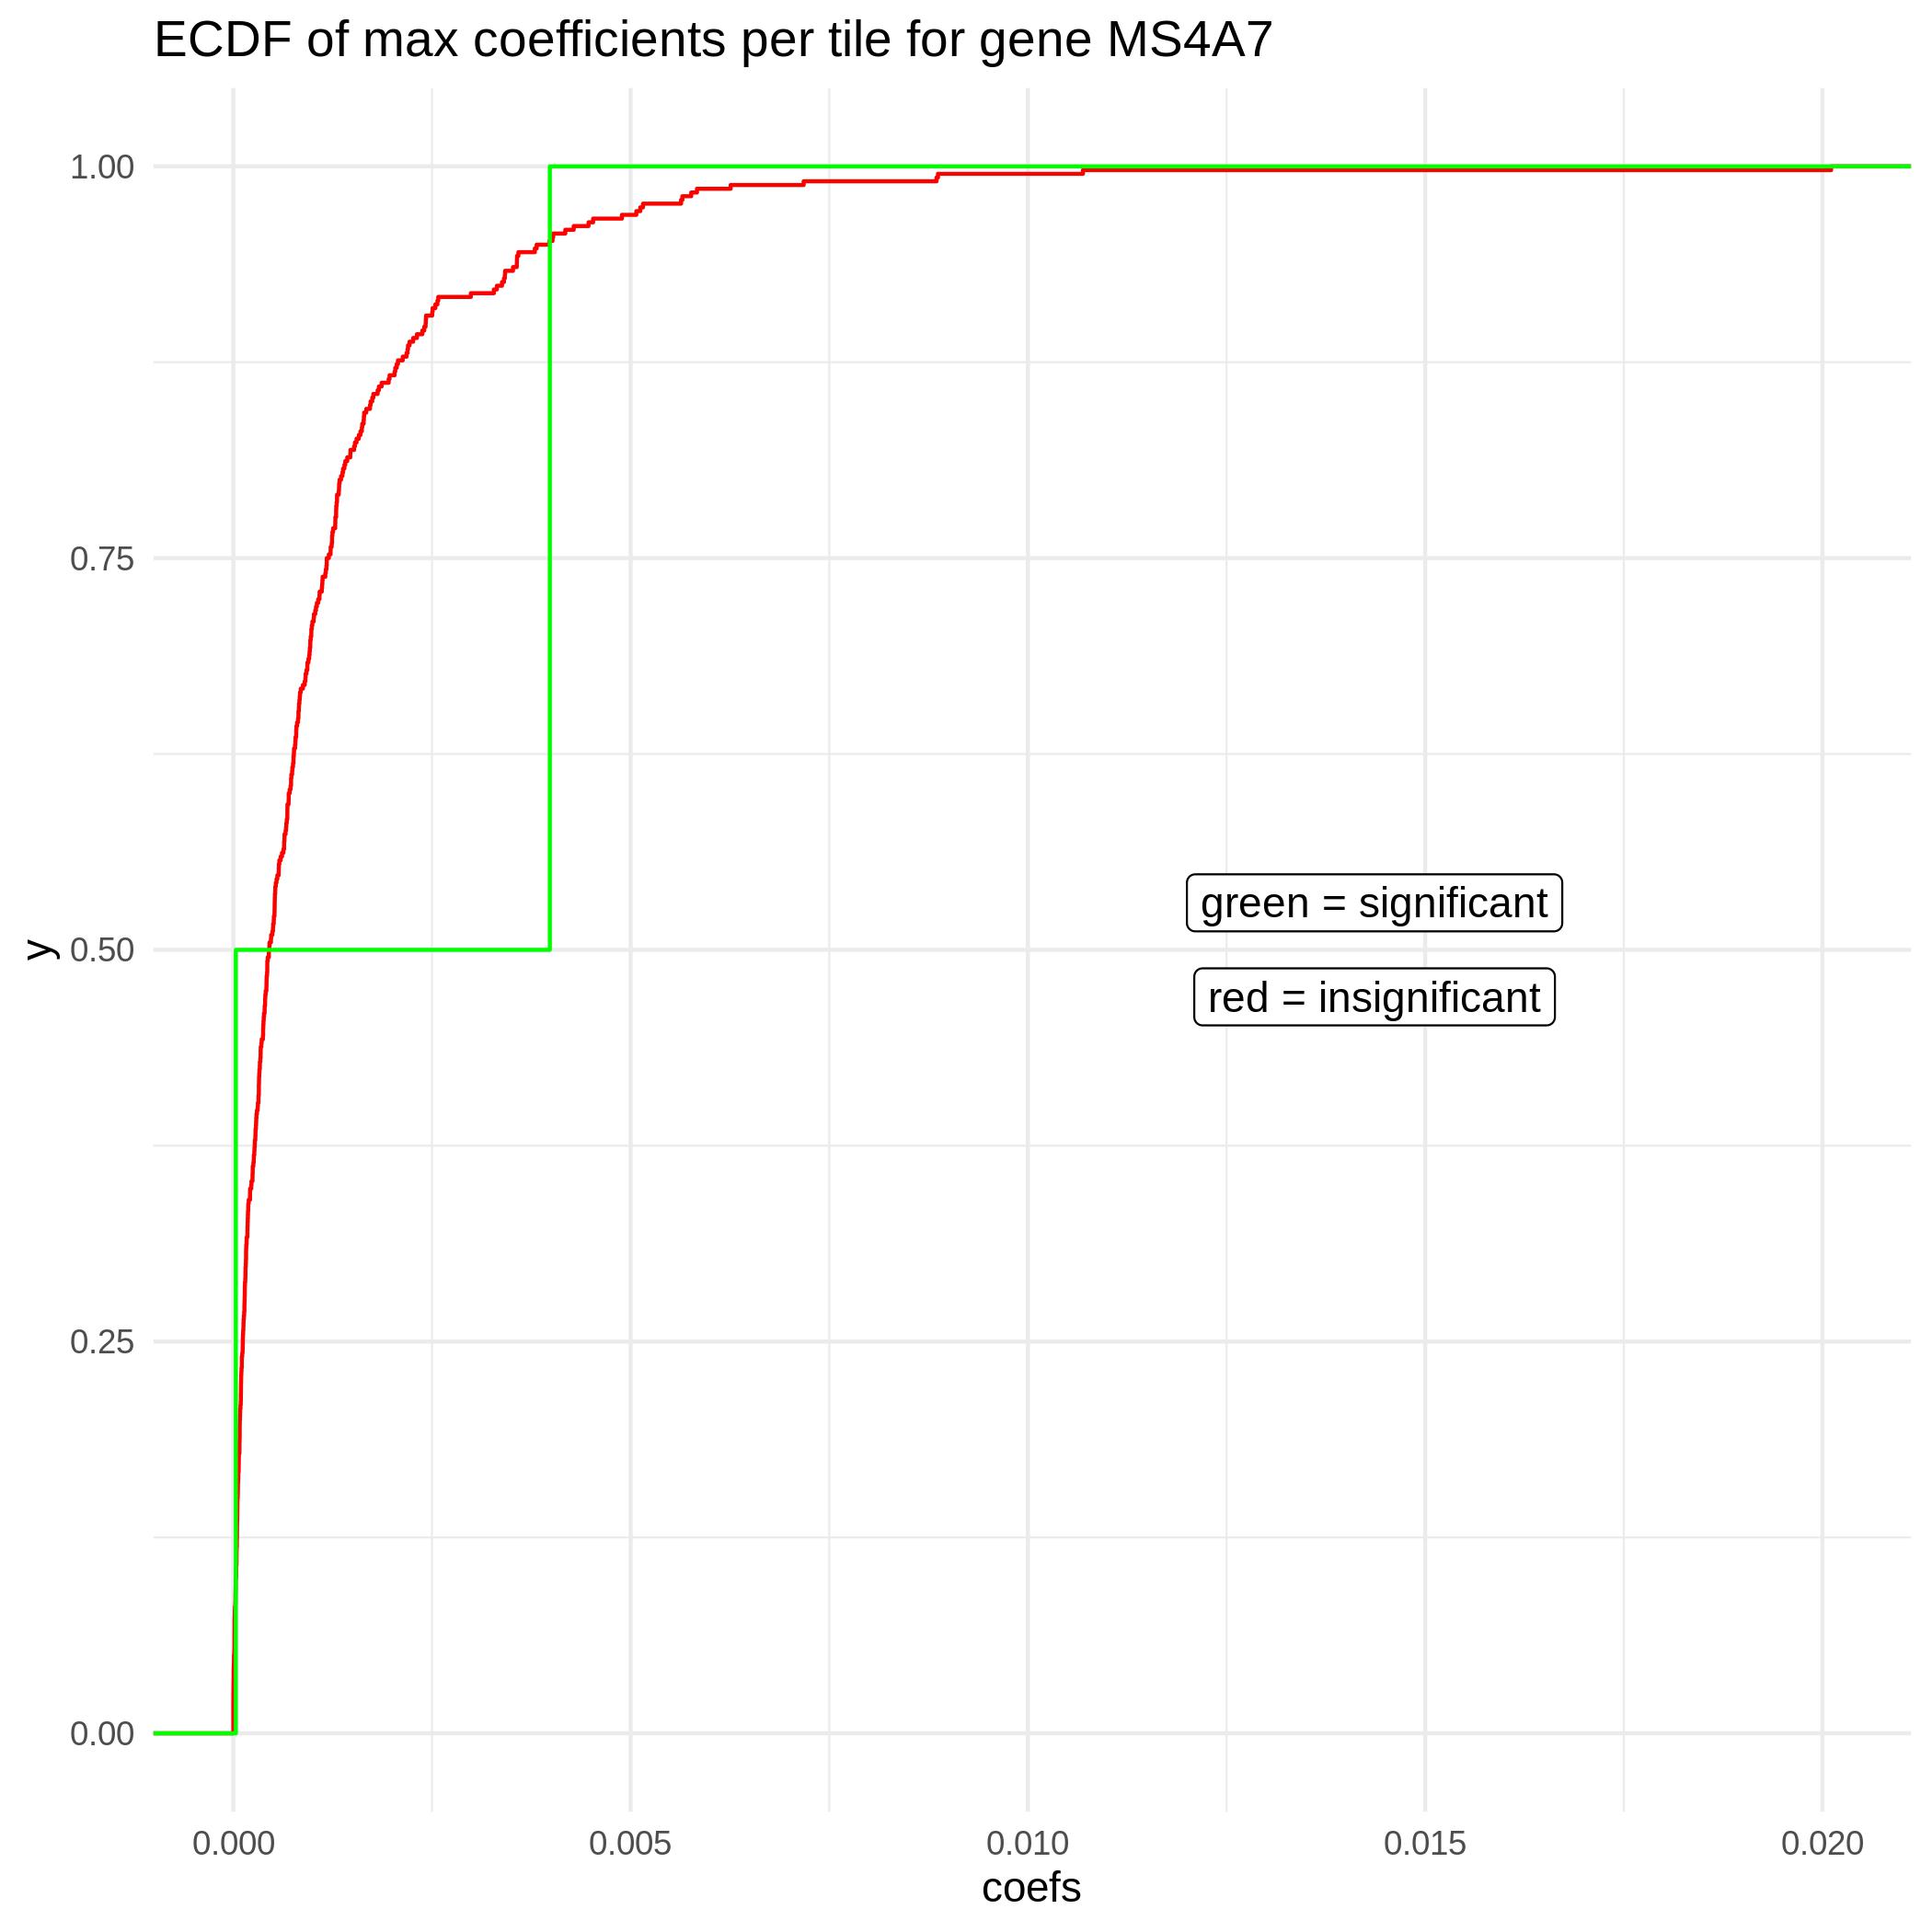 ECDF of max coefficients per tile for gene MS4A7
1.00
0.75
y
0.50
0.25
0.00
green = significant
red = insignificant
0.000
0.005
0.010
0.015
0.020
coefs